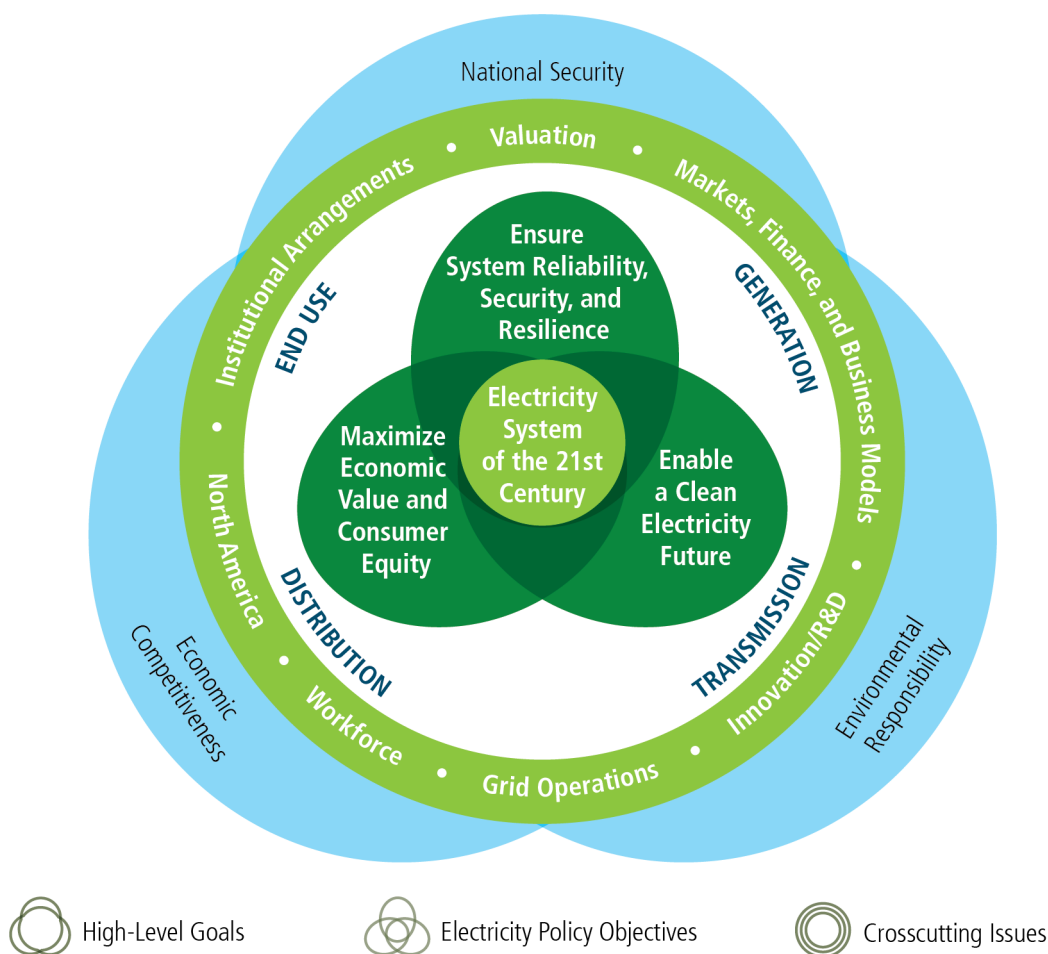 National Security
Valuation
Institutional Arrangements
Markets, Finance, and Business Models
END USE
GENERATION
Ensure
System Reliability,
Security, and
Resilience
Electricity
System
of the 21st
Century
Maximize
Economic
Value and
Consumer
Equity
Enable
a Clean
Electricity
Future
North America
DISTRIBUTION
TRANSMISSION
Innovation/R&D
Workforce
Grid Operations
Economic
Competitiveness
Environmental
Responsibility
High-Level Goals
Electricity Policy Objectives
Crosscutting Issues